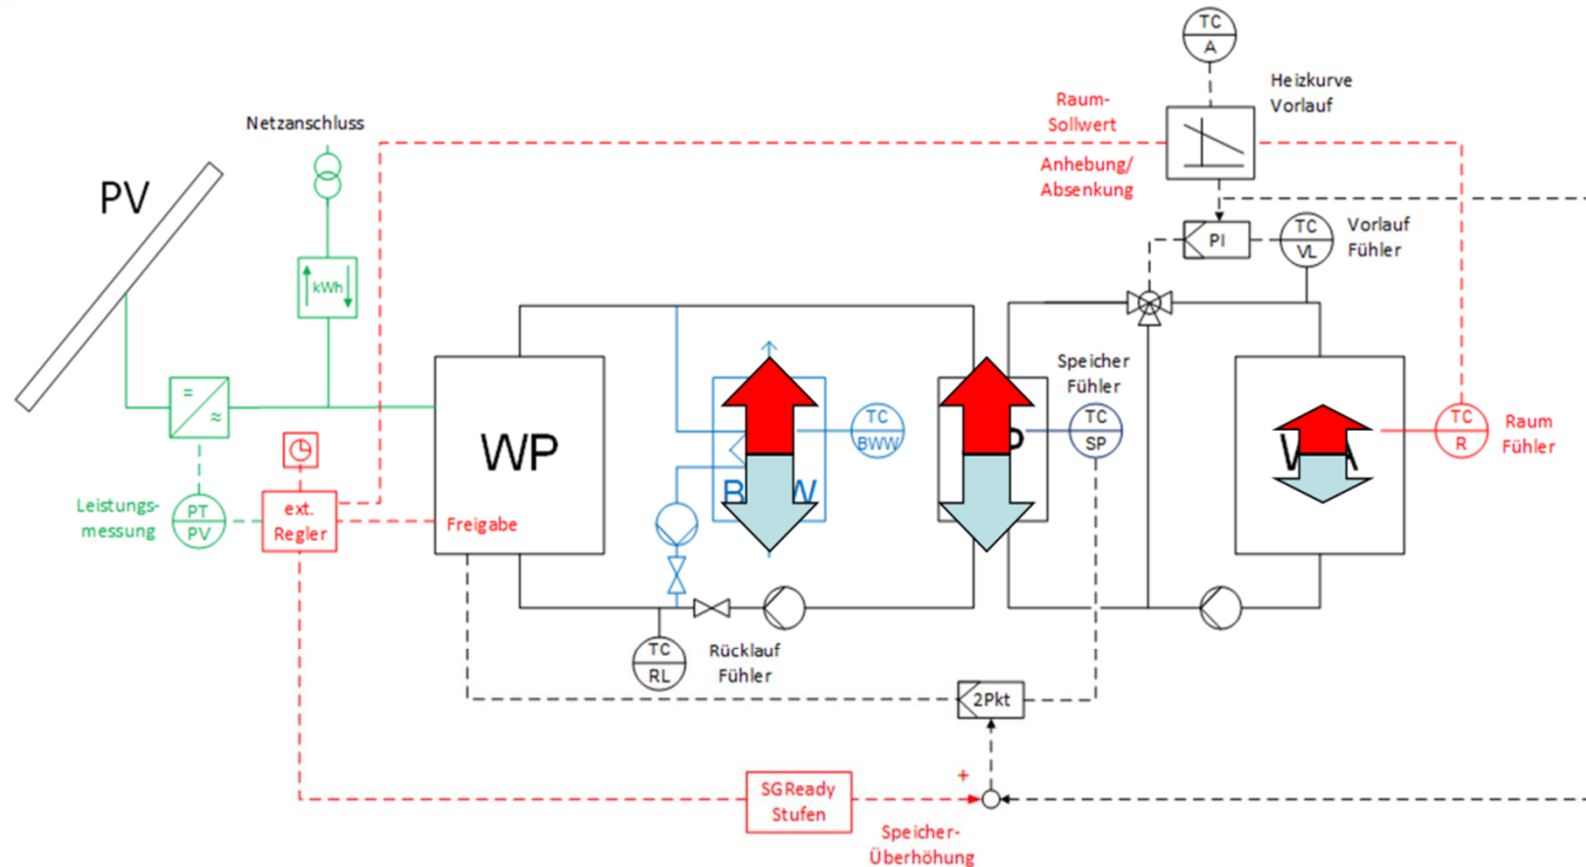 TC
A
Heizkurve
Vorlauf
Raum-
Sollwert
Netzanschluss
Anhebung/
Absenkung
PV
TC
VL
Vorlauf
Fühler
PI
kWh
Speicher
Fühler
=
≈
WP
TC
BWW
TC
SP
TC
R
Raum
Fühler
Leistungs-
messung
PT
PV
ext.
Regler
Freigabe
TC
RL
Rücklauf
Fühler
2Pkt
+
SGReady
Stufen
Speicher-
Überhöhung